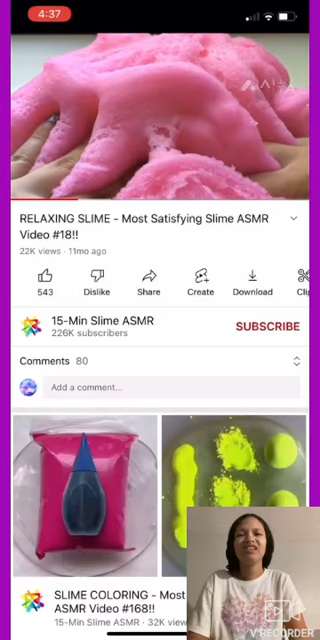 4:37
RELAXING SLIME - Most Satisfying Slime ASMR
Video #18!!
22K views · 11mo ago
543
Dislike
Share
Create
Download
Clip
15-Min Slime ASMR
226K subscribers
SUBSCRIBE
Comments 80
Add a comment...
SLIME COLORING - Most
ASMR Video #168!!
15-Min Slime ASMR · 32K view
V RECORDER